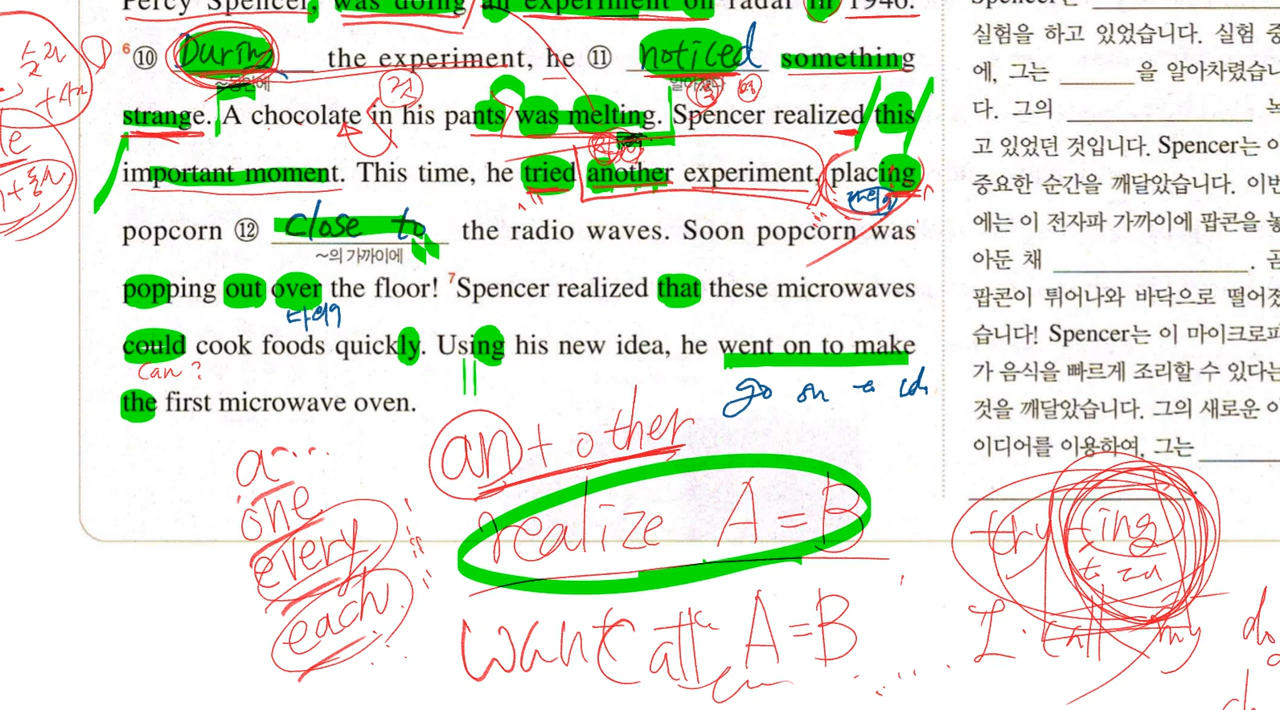 Percy Spencer, was doing an experiment on radar in 1946.
6 ⑩ During the experiment, he ⑪ noticed something
strange. A chocolate in his pants was melting. Spencer realized this
important moment. This time, he tried another experiment, placing
popcorn ⑫ close to the radio waves. Soon popcorn was
~의 가까이에
popping out over the floor! 7 Spencer realized that these microwaves
could cook foods quickly. Using his new idea, he went on to make
can?
go on to
the first microwave oven.
an + other
a...
one
every
each
realize A = B
want A = B
try ing
실험을 하고 있었습니다. 실험 중
에, 그는 을 알아차렸습니
다. 그의 녹
고 있었던 것입니다. Spencer는 이
중요한 순간을 깨달았습니다. 이번
에는 이 전자파 가까이에 팝콘을 놓
아둔 채 . 곧
팝콘이 튀어나와 바닥으로 떨어졌
습니다! Spencer는 이 마이크로파
가 음식을 빠르게 조리할 수 있다는
것을 깨달았습니다. 그의 새로운 아
이디어를 이용하여, 그는